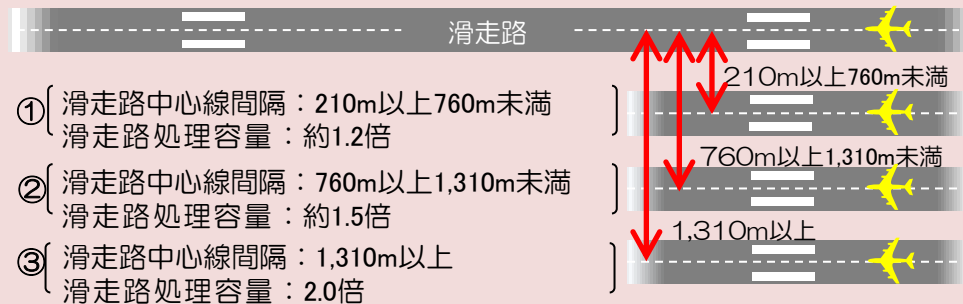 滑走路
210m以上760m未満
① 滑走路中心線間隔：210m以上760m未満
滑走路処理容量：約1.2倍
760m以上1,310m未満
② 滑走路中心線間隔：760m以上1,310m未満
滑走路処理容量：約1.5倍
1,310m以上
③ 滑走路中心線間隔：1,310m以上
滑走路処理容量：2.0倍